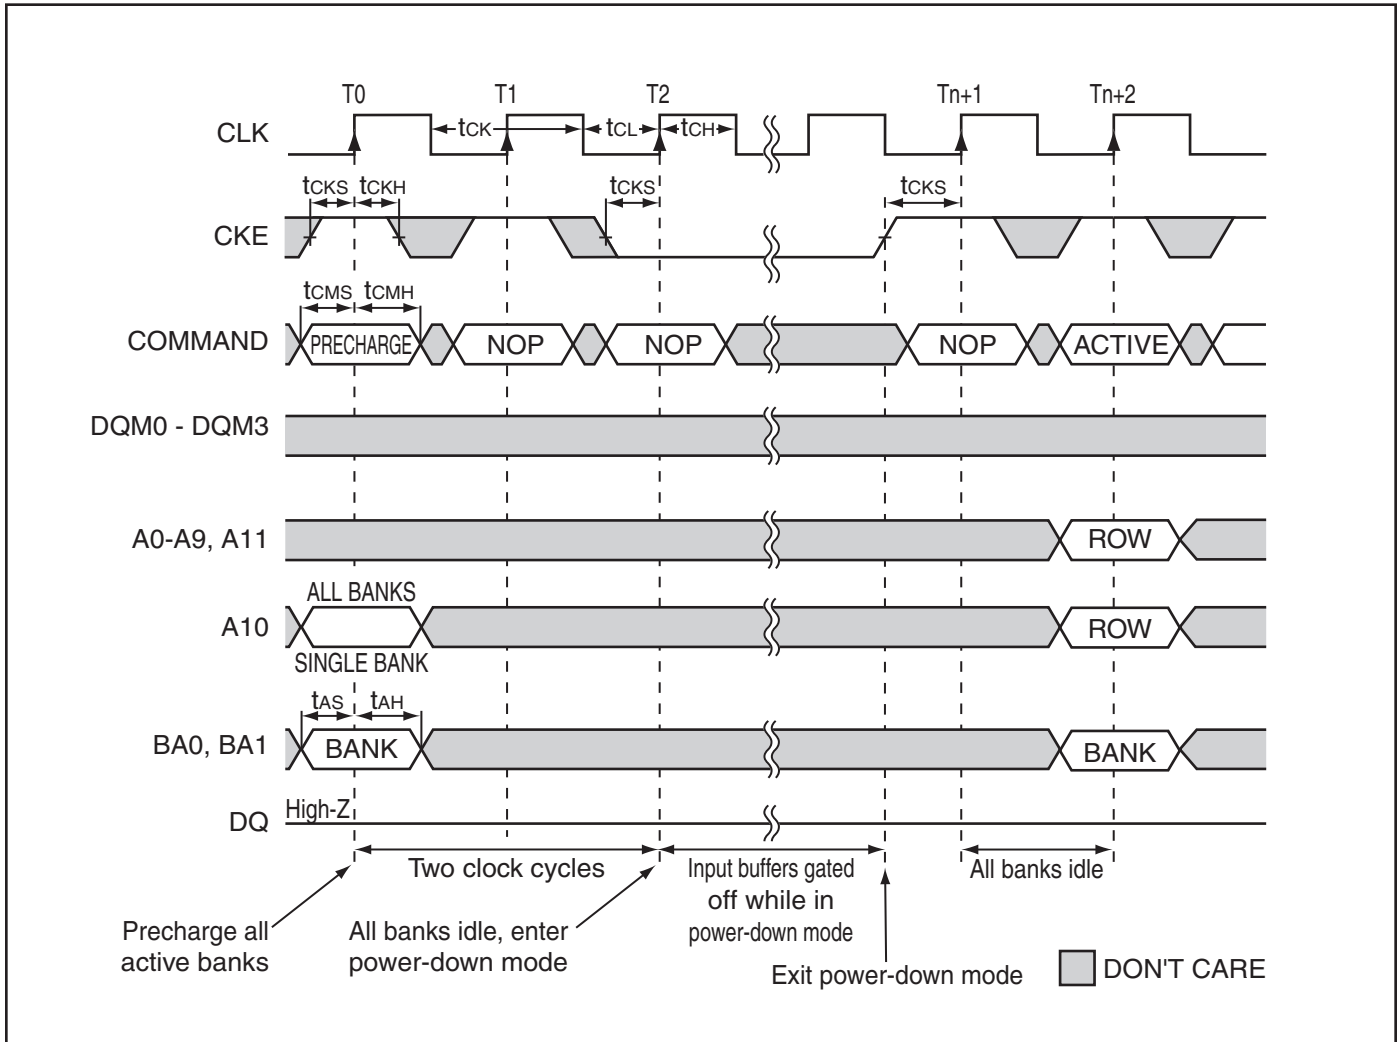 T0 T1 T2 Tn+1 Tn+2
CLK tCK tCL tCH
tCKS tCKH tCKS tCKS
CKE
tCMS tCMH
COMMAND PRECHARGE NOP NOP NOP ACTIVE
DQM0 - DQM3
A0-A9, A11 ROW
ALL BANKS
A10 ROW
SINGLE BANK
tAS tAH
BA0, BA1 BANK BANK
High-Z
DQ
Two clock cycles
Input buffers gated
off while in
power-down mode
All banks idle
Precharge all
active banks
All banks idle, enter
power-down mode
Exit power-down mode
DON'T CARE